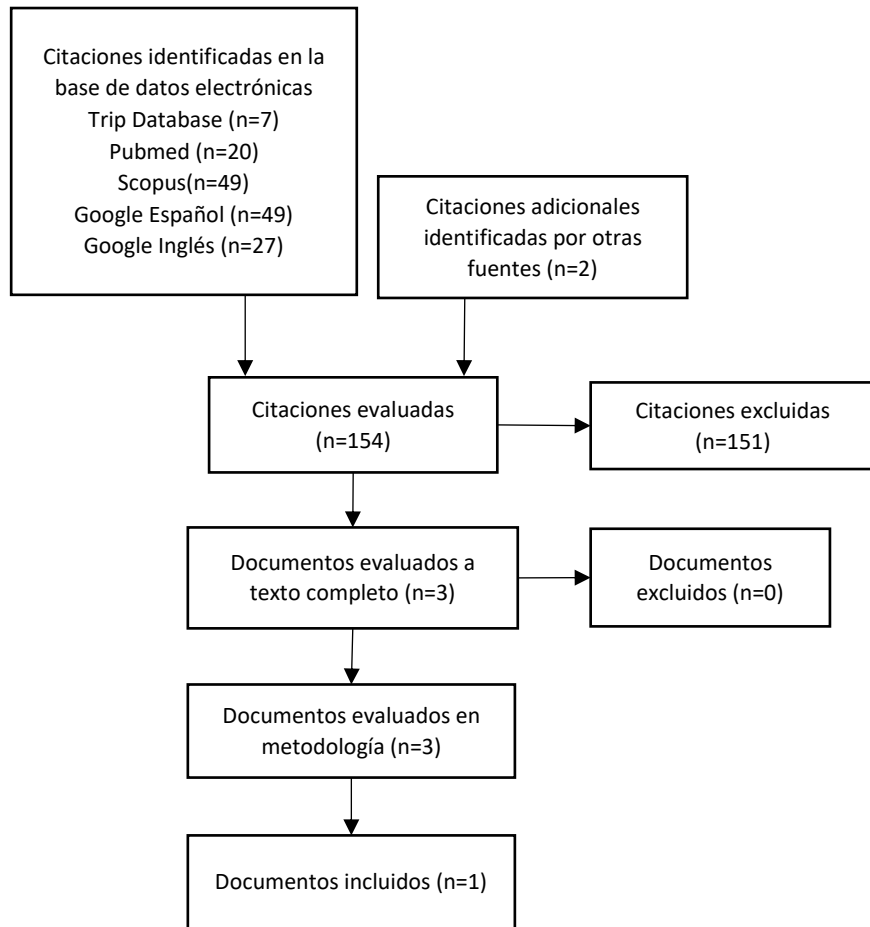 Citaciones identificadas en la
base de datos electrónicas
Trip Database (n=7)
Pubmed (n=20)
Scopus(n=49)
Google Español (n=49)
Google Inglés (n=27)
Citaciones adicionales
identificadas por otras
fuentes (n=2)
Citaciones evaluadas
(n=154)
Citaciones excluidas
(n=151)
Documentos evaluados a
texto completo (n=3)
Documentos
excluidos (n=0)
Documentos evaluados en
metodología (n=3)
Documentos incluidos (n=1)